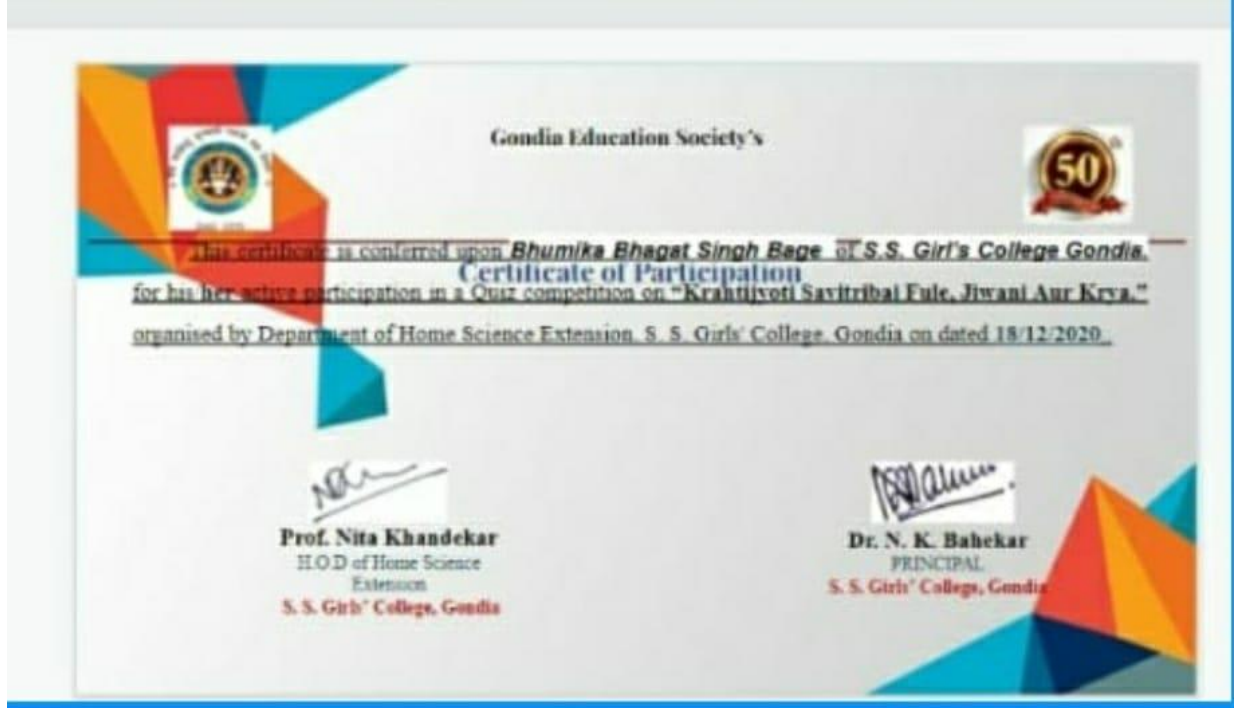 Gondia Education Society's
50th
This certificate is conferred upon Bhumika Bhagat Singh Bage of S.S. Girl's College Gondia.
Certificate of Participation
for his her active participation in a Quiz competition on "Krahtijvoti Savitribai Fule, Jiwani Aur Krya."
organised by Department of Home Science Extension, S. S. Girls' College, Gondia on dated 18/12/2020
Prof. Nita Khandekar
H.O.D of Home Science
Extension
S. S. Girls' College, Gondia
Dr. N. K. Bahekar
PRINCIPAL
S. S. Girls' College, Gondia